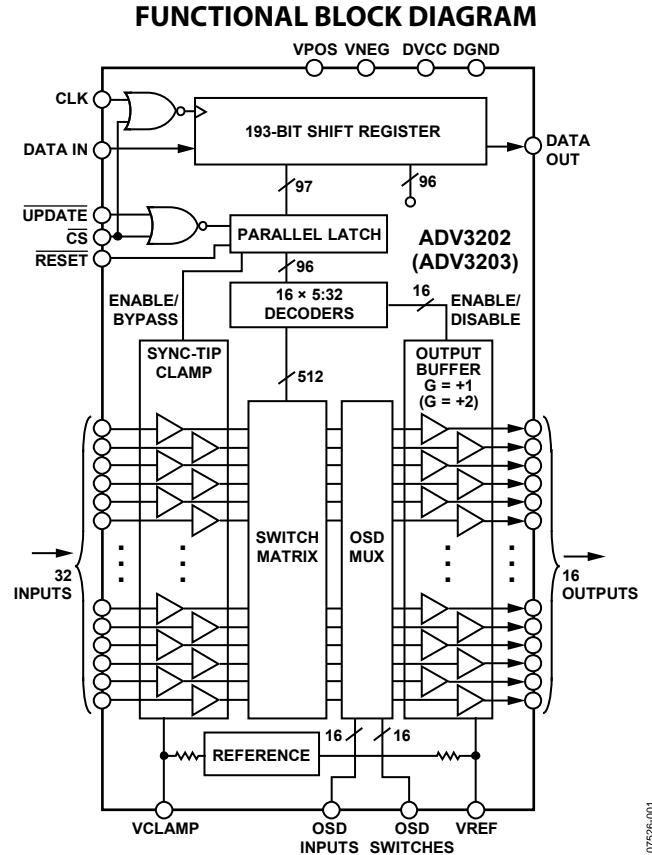 FUNCTIONAL BLOCK DIAGRAM
VPOS VNEG DVCC DGND
CLK
193-BIT SHIFT REGISTER
DATA IN
DATA
OUT
97
96
UPDATE
CS
RESET
PARALLEL LATCH
ADV3202
(ADV3203)
96
ENABLE/
BYPASS
16 × 5:32
DECODERS
16
ENABLE/
DISABLE
SYNC-TIP
CLAMP
512
OUTPUT
BUFFER
G = +1
(G = +2)
SWITCH
MATRIX
OSD
MUX
32
INPUTS
16
OUTPUTS
REFERENCE
16
16
VCLAMP
OSD
INPUTS
OSD
SWITCHES
VREF
07526-001